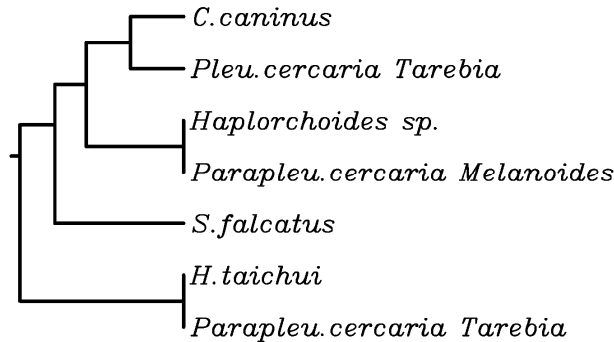 C.caninus
Pleu.cercaria Tarebia
Haplorchoides sp.
Parapleu.cercaria Melanoides
S.falcatus
H.taichui
Parapleu.cercaria Tarebia